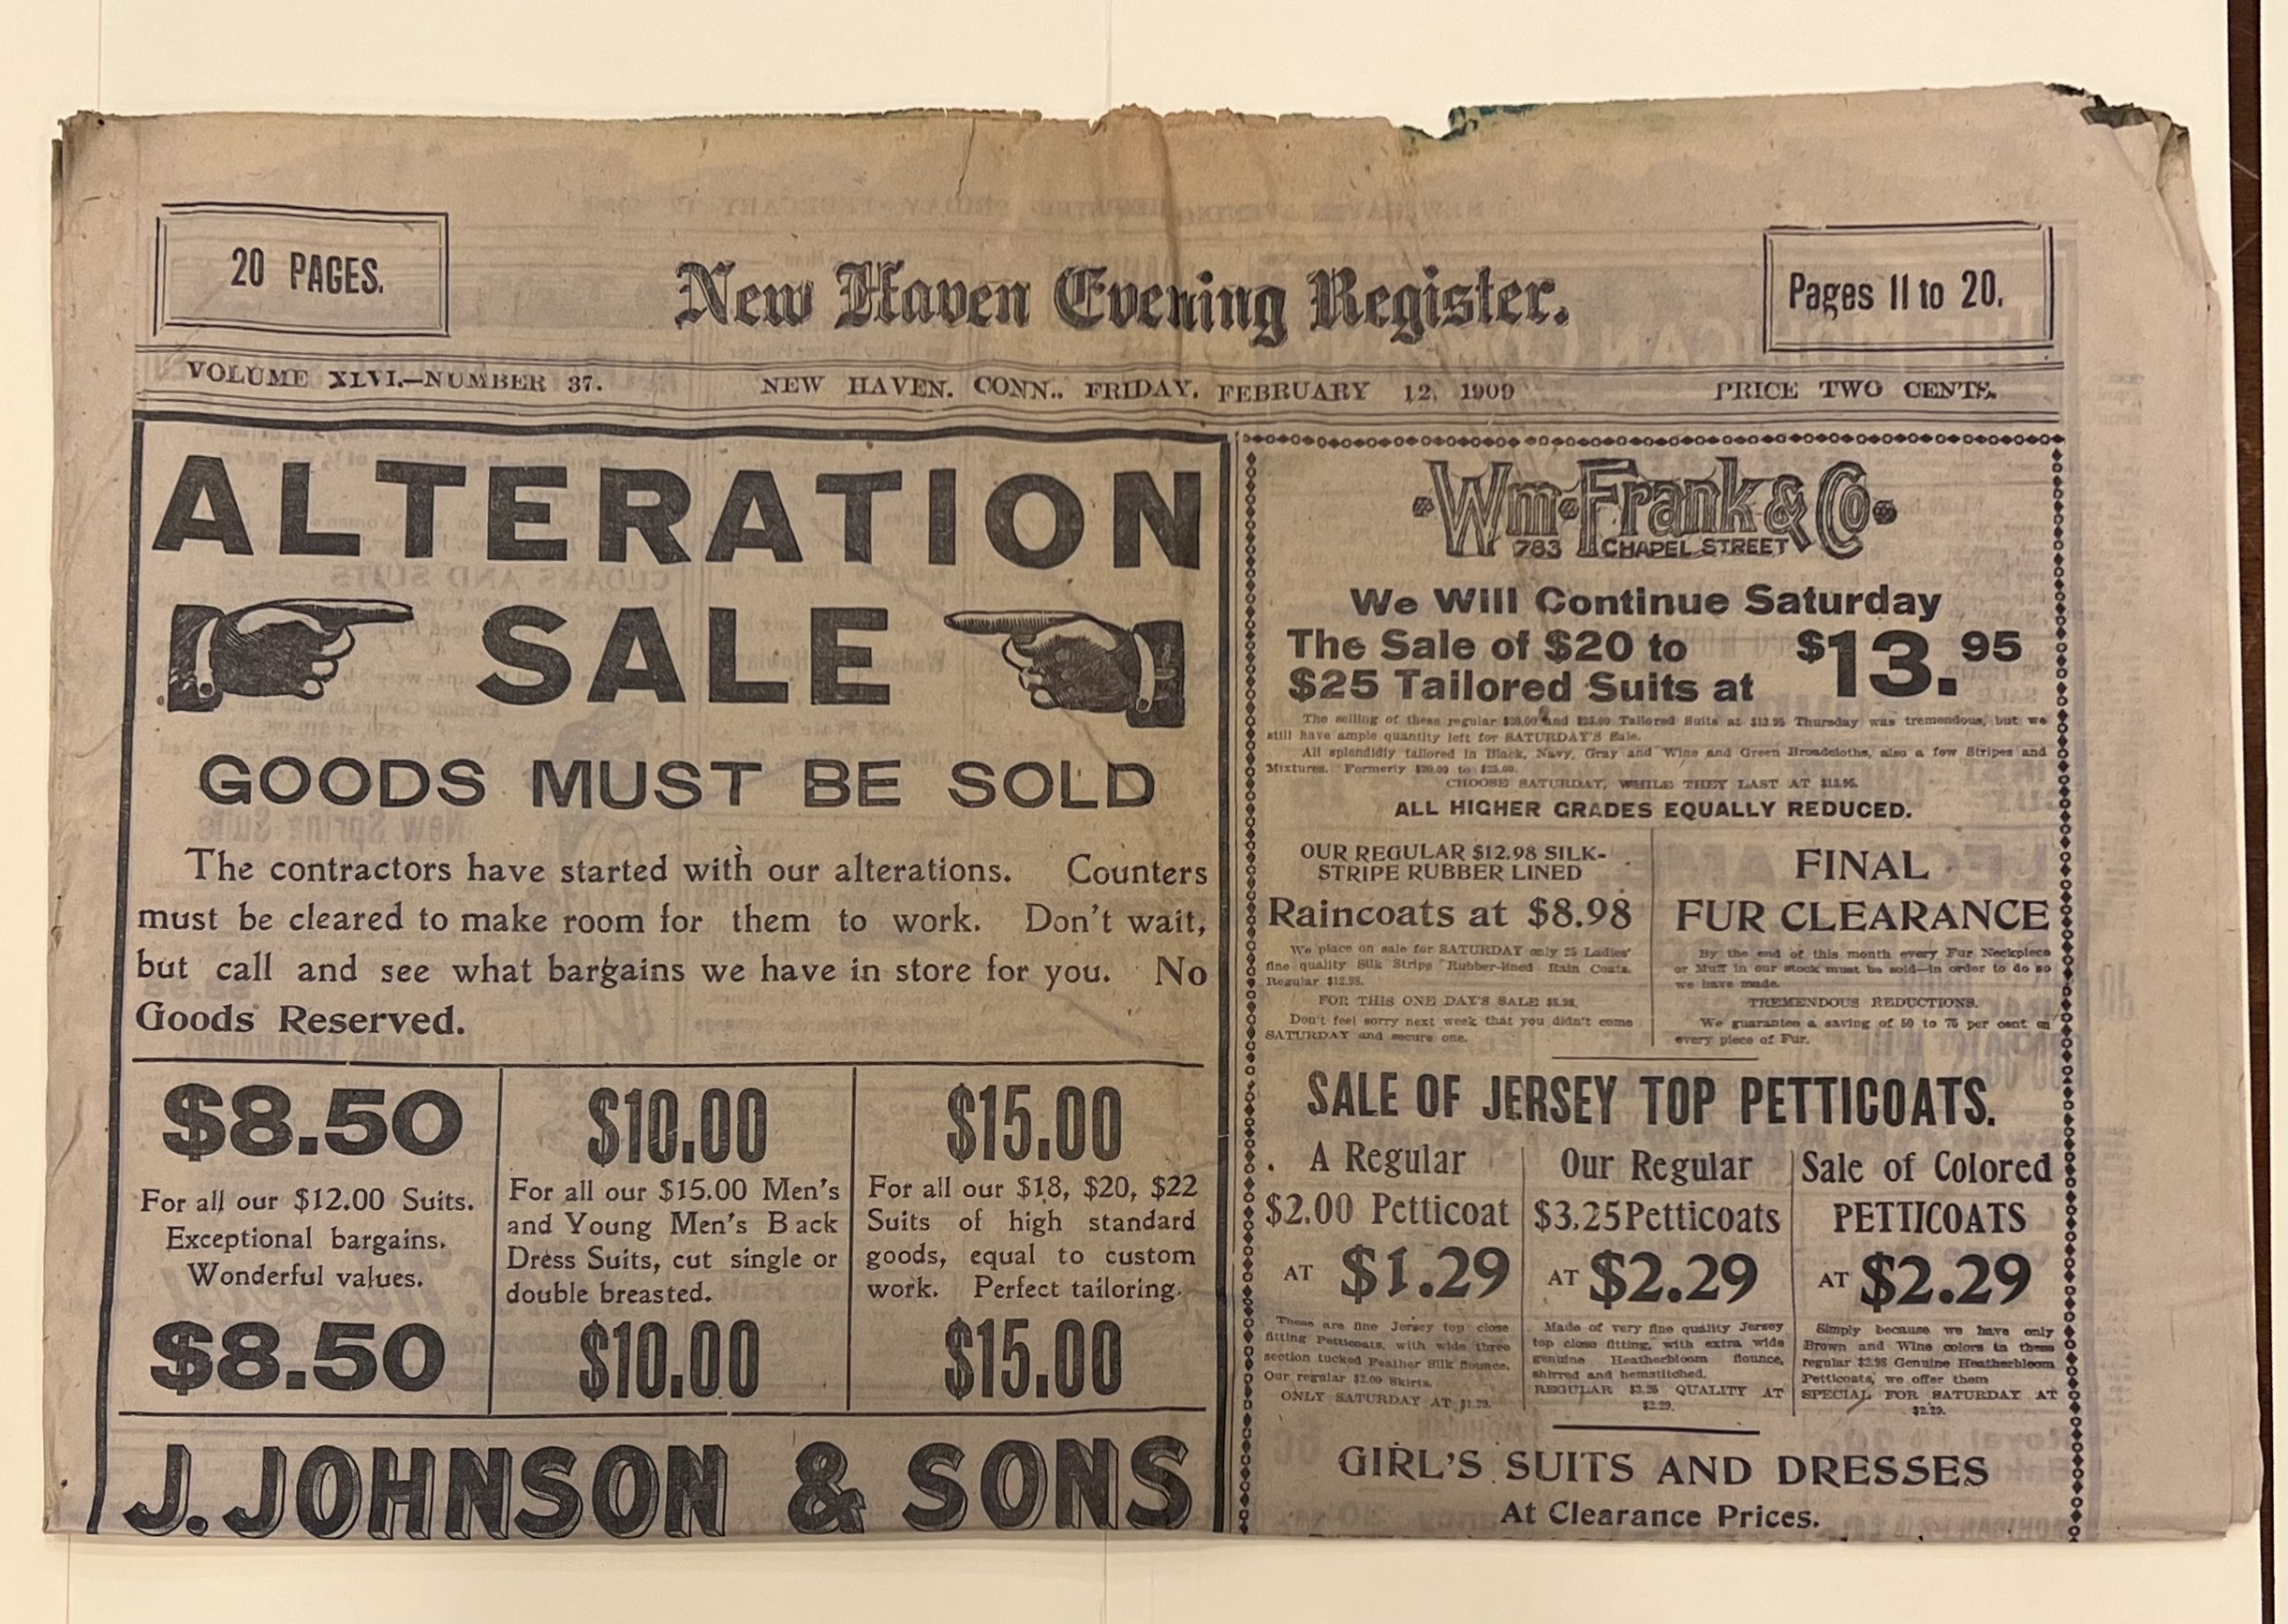 20 PAGES.
New Haven Evening Register.
Pages 11 to 20.
VOLUME XLVI.—NUMBER 37.
NEW HAVEN, CONN., FRIDAY, FEBRUARY 12, 1909
PRICE TWO CENTS.
ALTERATION
SALE
GOODS MUST BE SOLD
The contractors have started with our alterations. Counters
must be cleared to make room for them to work. Don't wait,
but call and see what bargains we have in store for you. No
Goods Reserved.
$8.50
For all our $12.00 Suits.
Exceptional bargains.
Wonderful values.
$8.50
$10.00
For all our $15.00 Men's
and Young Men's Back
Dress Suits, cut single or
double breasted.
$10.00
$15.00
For all our $18, $20, $22
Suits of high standard
goods, equal to custom
work. Perfect tailoring.
$15.00
J. JOHNSON & SONS
Wm. Frank & Co.
783 CHAPEL STREET
We Will Continue Saturday
The Sale of $20 to
$25 Tailored Suits at
$13.95
The selling of these regular $20.00 and $25.00 Tailored Suits at $13.95 Thursday was tremendous, but we
still have ample quantity left for SATURDAY'S Sale.
All splendidly tailored in Black, Navy, Gray and Wine and Green Broadcloths, also a few Stripes and
Mixtures. Formerly $20.00 to $25.00.
CHOOSE SATURDAY, WHILE THEY LAST AT $13.95.
ALL HIGHER GRADES EQUALLY REDUCED.
OUR REGULAR $12.98 SILK-
STRIPE RUBBER LINED
Raincoats at $8.98
We place on sale for SATURDAY only 25 Ladies'
fine quality Silk Stripe Rubber-lined Rain Coats.
Regular $12.98.
FOR THIS ONE DAY'S SALE $8.98.
Don't feel sorry next week that you didn't come
SATURDAY and secure one.
FINAL
FUR CLEARANCE
By the end of this month every Fur Neckpiece
or Muff in our stock must be sold—in order to do so
we have made.
TREMENDOUS REDUCTIONS.
We guarantee a saving of 50 to 75 per cent on
every piece of Fur.
SALE OF JERSEY TOP PETTICOATS.
A Regular
$2.00 Petticoat
AT $1.29
These are fine Jersey top close
fitting Petticoats, with wide three
section tucked Feather Silk flounce.
Our regular $2.00 Skirts.
ONLY SATURDAY AT $1.29.
Our Regular
$3.25 Petticoats
AT $2.29
Made of very fine quality Jersey
top close fitting, with extra wide
genuine Heatherbloom flounce,
shirred and hemstitched.
REGULAR $3.25 QUALITY AT
$2.29.
Sale of Colored
PETTICOATS
AT $2.29
Simply because we have only
Brown and Wine colors in these
regular $2.98 Genuine Heatherbloom
Petticoats, we offer them
SPECIAL FOR SATURDAY AT
$2.29.
GIRL'S SUITS AND DRESSES
At Clearance Prices.